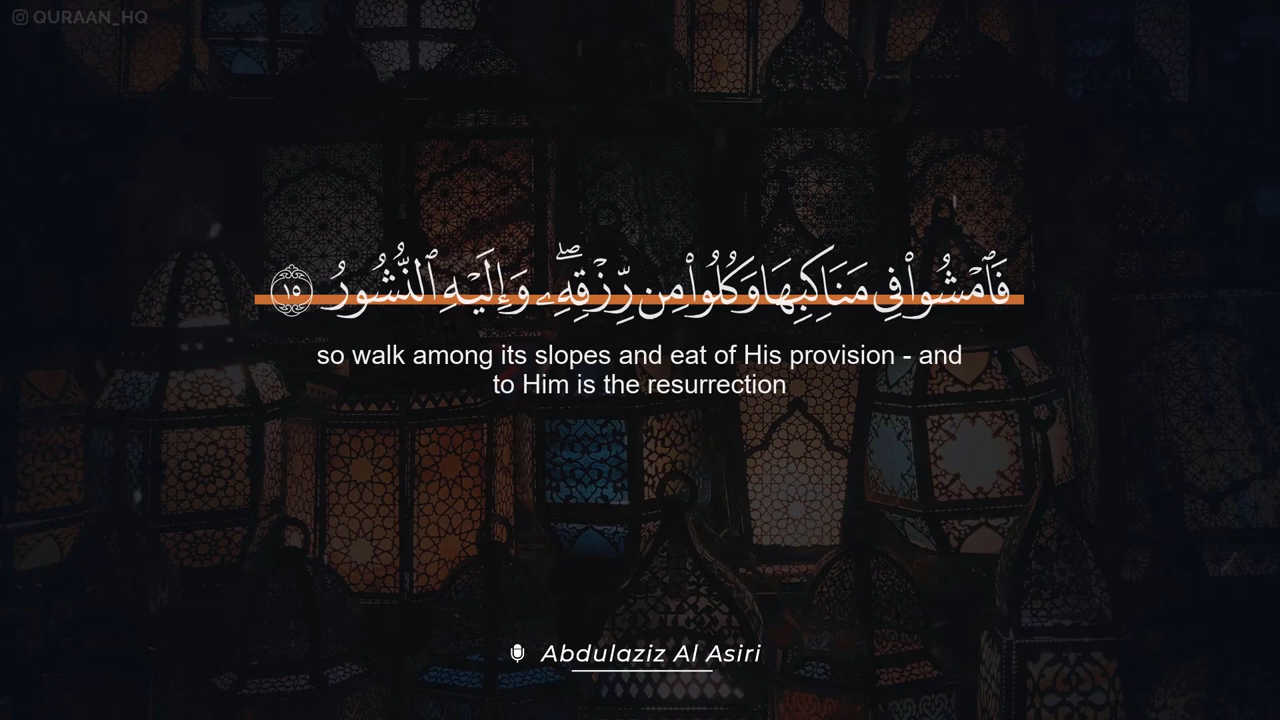 QURAAN_HQ
فَٱمْشُوا۟ فِى مَنَاكِبِهَا وَكُلُوا۟ مِن رِّزْقِهِۦ ۖ وَإِلَيْهِ ٱلنُّشُورُ ١٥
so walk among its slopes and eat of His provision - and
to Him is the resurrection
Abdulaziz Al Asiri